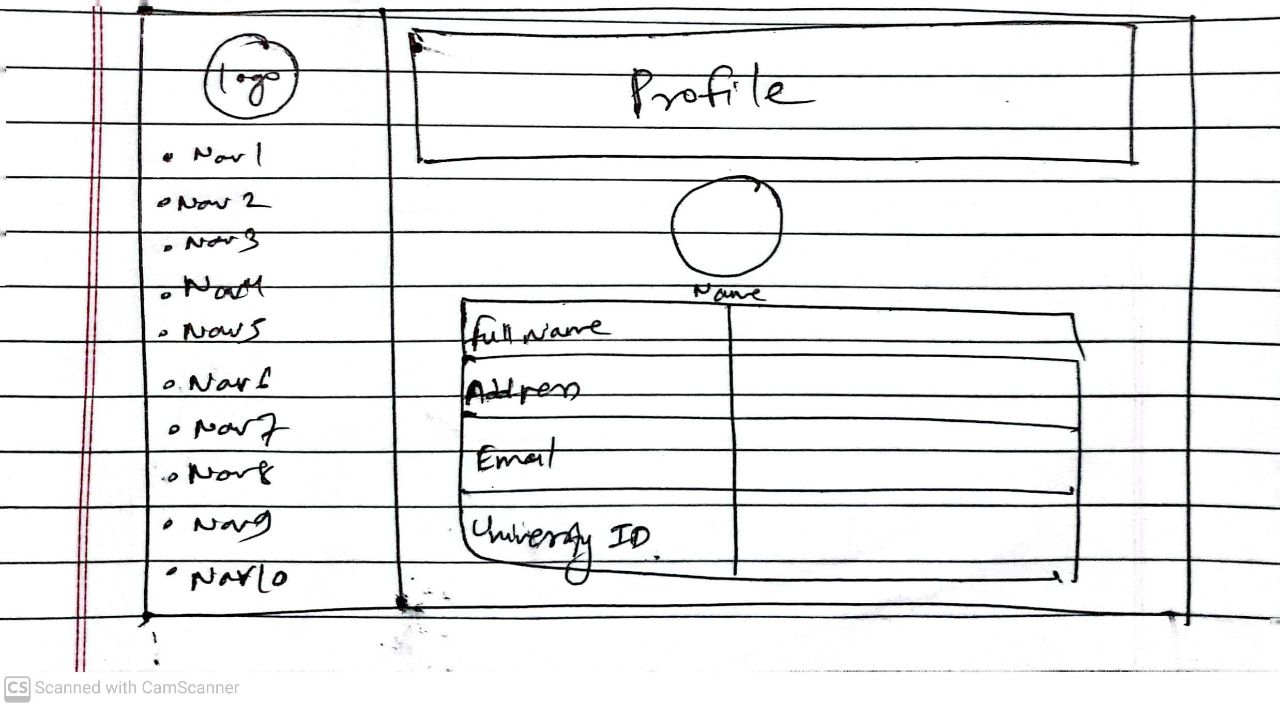 logo
Nav 1
Nav 2
Nav 3
Nav 4
Nav 5
Nav 6
Nav 7
Nav 8
Nav 9
Nav 10
Profile
Name
Full Name
Address
Email
University ID.
CS Scanned with CamScanner